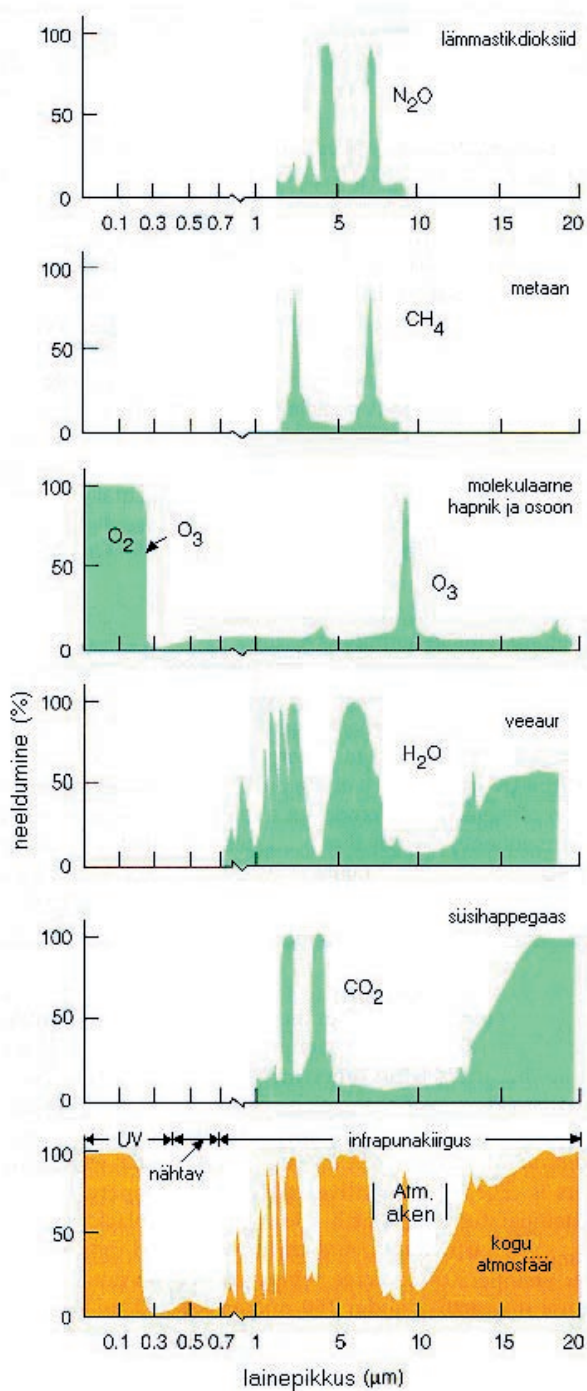 100
lämmastikdioksiid
N2O
50
0
0.1 0.3 0.5 0.7 1 5 10 15 20
100
metaan
CH4
50
0
100
molekulaarne
hapnik ja osoon
O2 O3
50
O3
0
neeldumine (%)
100
veeaur
H2O
50
0
süsihappegaas
100
CO2
50
0
UV
infrapunakiirgus
nähtav
100
Atm.
aken
50
kogu
atmosfäär
0
0.1 0.3 0.5 0.7 1 5 10 15 20
lainepikkus (µm)